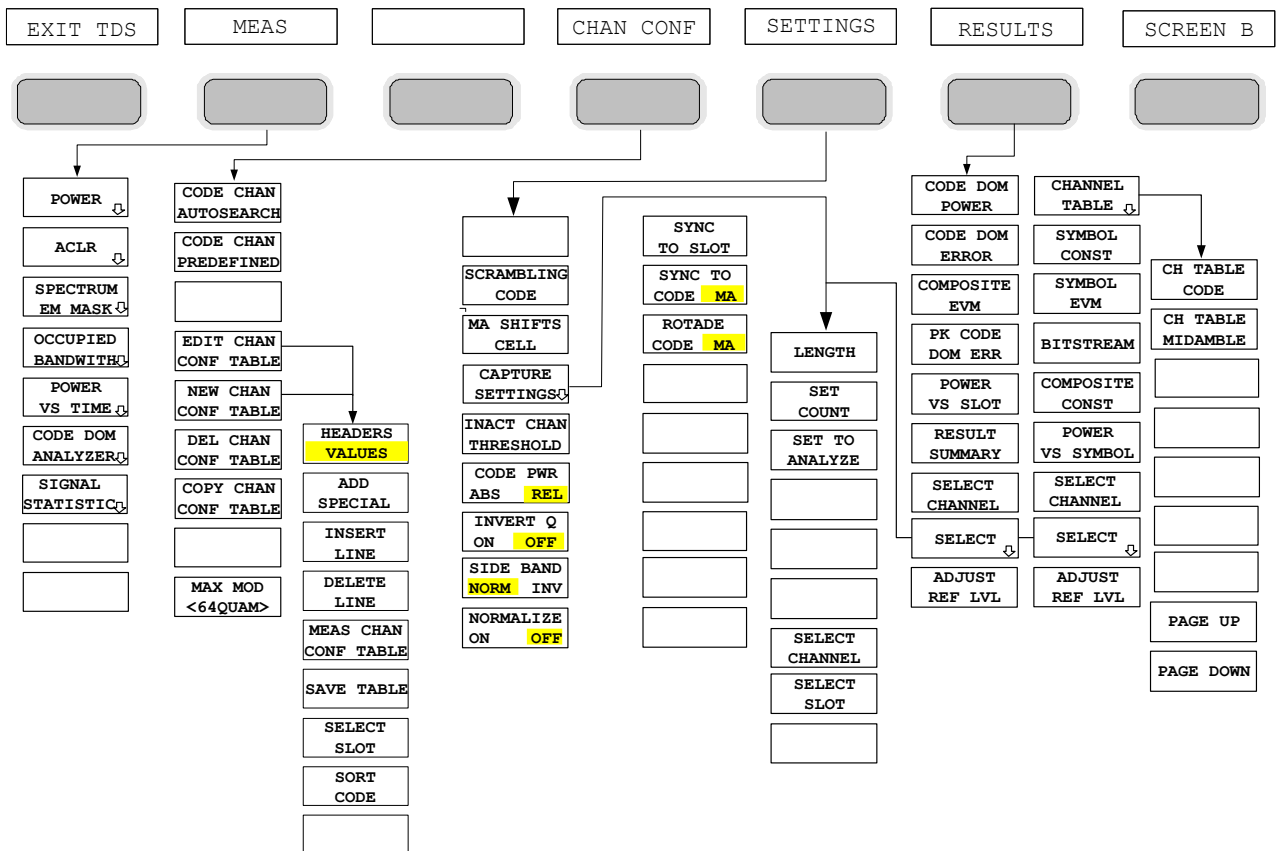 EXIT TDS
MEAS
CHAN CONF
SETTINGS
RESULTS
SCREEN B
POWER
ACLR
SPECTRUM
EM MASK
OCCUPIED
BANDWITH
POWER
VS TIME
CODE DOM
ANALYZER
SIGNAL
STATISTIC
CODE CHAN
AUTOSEARCH
CODE CHAN
PREDEFINED
EDIT CHAN
CONF TABLE
NEW CHAN
CONF TABLE
DEL CHAN
CONF TABLE
COPY CHAN
CONF TABLE
MAX MOD
<64QUAM>
HEADERS
VALUES
ADD
SPECIAL
INSERT
LINE
DELETE
LINE
MEAS CHAN
CONF TABLE
SAVE TABLE
SELECT
SLOT
SORT
CODE
SCRAMBLING
CODE
MA SHIFTS
CELL
CAPTURE
SETTINGS
INACT CHAN
THRESHOLD
CODE PWR
ABS REL
INVERT Q
ON OFF
SIDE BAND
NORM INV
NORMALIZE
ON OFF
SYNC
TO SLOT
SYNC TO
CODE MA
ROTADE
CODE MA
LENGTH
SET
COUNT
SET TO
ANALYZE
SELECT
CHANNEL
SELECT
SLOT
CODE DOM
POWER
CODE DOM
ERROR
COMPOSITE
EVM
PK CODE
DOM ERR
POWER
VS SLOT
RESULT
SUMMARY
SELECT
CHANNEL
SELECT
ADJUST
REF LVL
CHANNEL
TABLE
SYMBOL
CONST
SYMBOL
EVM
BITSTREAM
COMPOSITE
CONST
POWER
VS SYMBOL
SELECT
CHANNEL
SELECT
ADJUST
REF LVL
CH TABLE
CODE
CH TABLE
MIDAMBLE
PAGE UP
PAGE DOWN